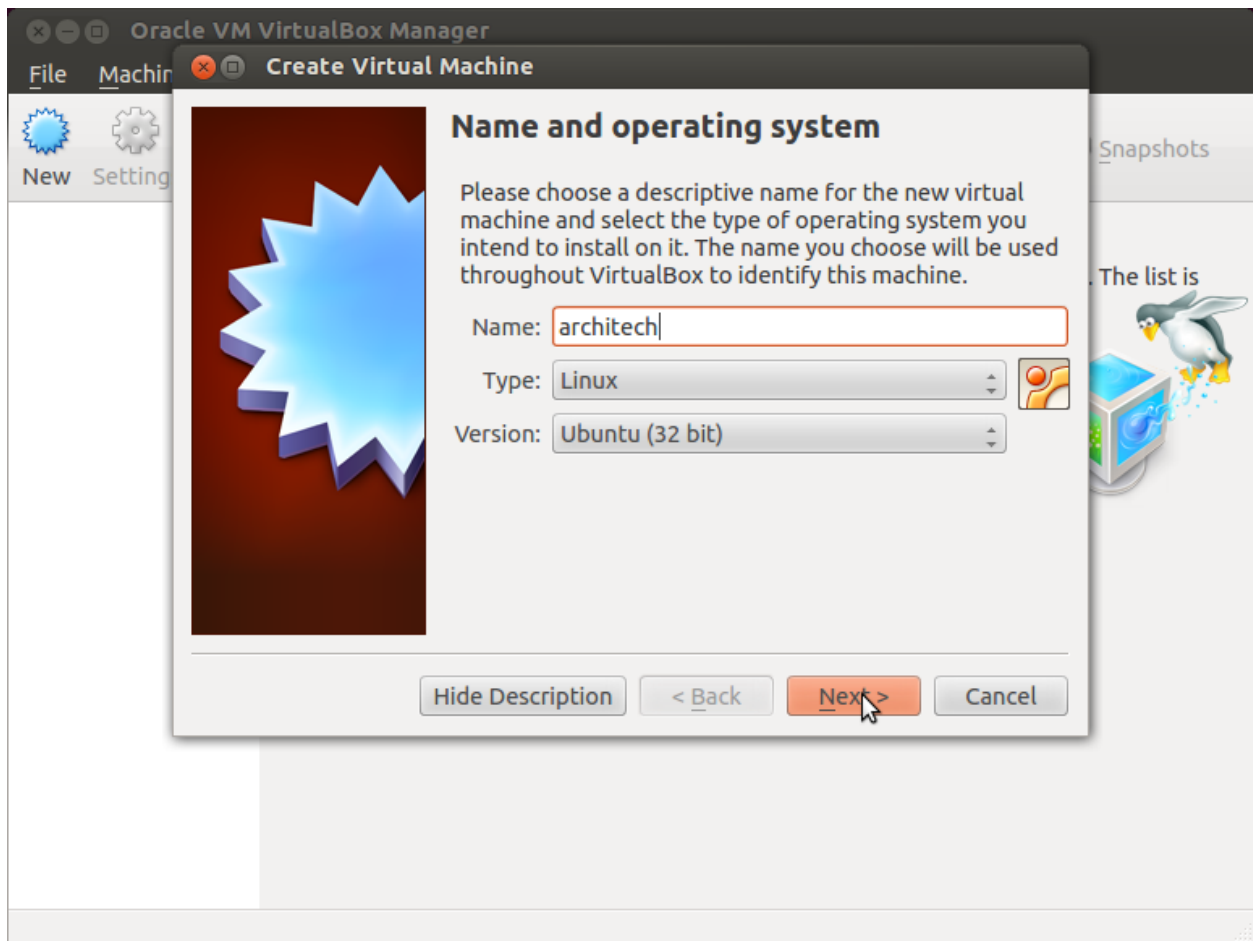 Oracle VM VirtualBox Manager
File Machin
Create Virtual Machine
New Setting
Snapshots
Name and operating system
Please choose a descriptive name for the new virtual
machine and select the type of operating system you
intend to install on it. The name you choose will be used
throughout VirtualBox to identify this machine.
. The list is
Name: architech
Type: Linux
Version: Ubuntu (32 bit)
Hide Description < Back Next > Cancel